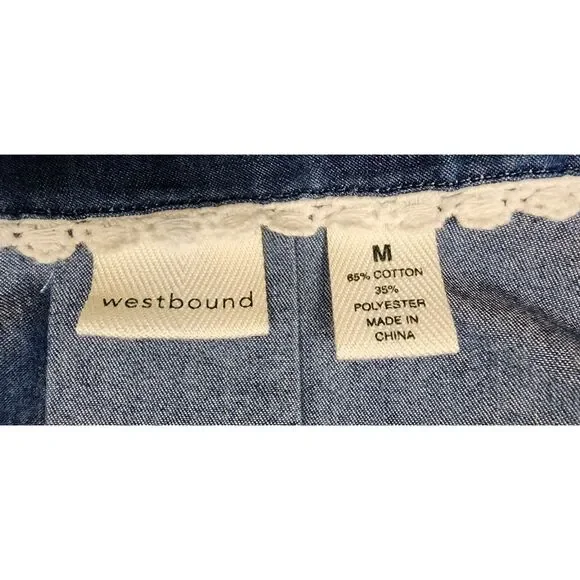 westbound
M
65% COTTON
35%
POLYESTER
MADE IN
CHINA